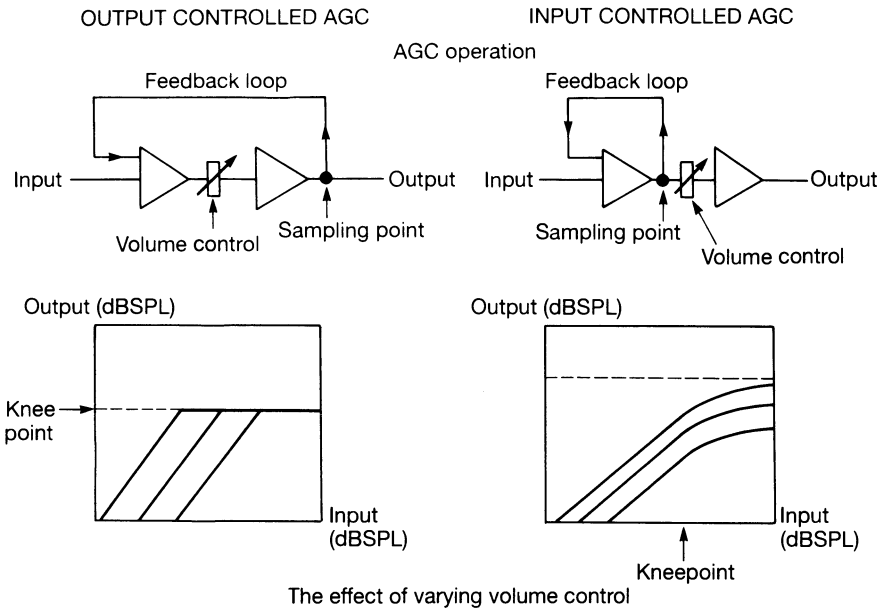 OUTPUT CONTROLLED AGC
INPUT CONTROLLED AGC
AGC operation
Feedback loop
Input
Output
Volume control
Sampling point
Feedback loop
Input
Output
Sampling point
Volume control
Output (dBSPL)
Knee
point
Input
(dBSPL)
Output (dBSPL)
Input
(dBSPL)
Kneepoint
The effect of varying volume control